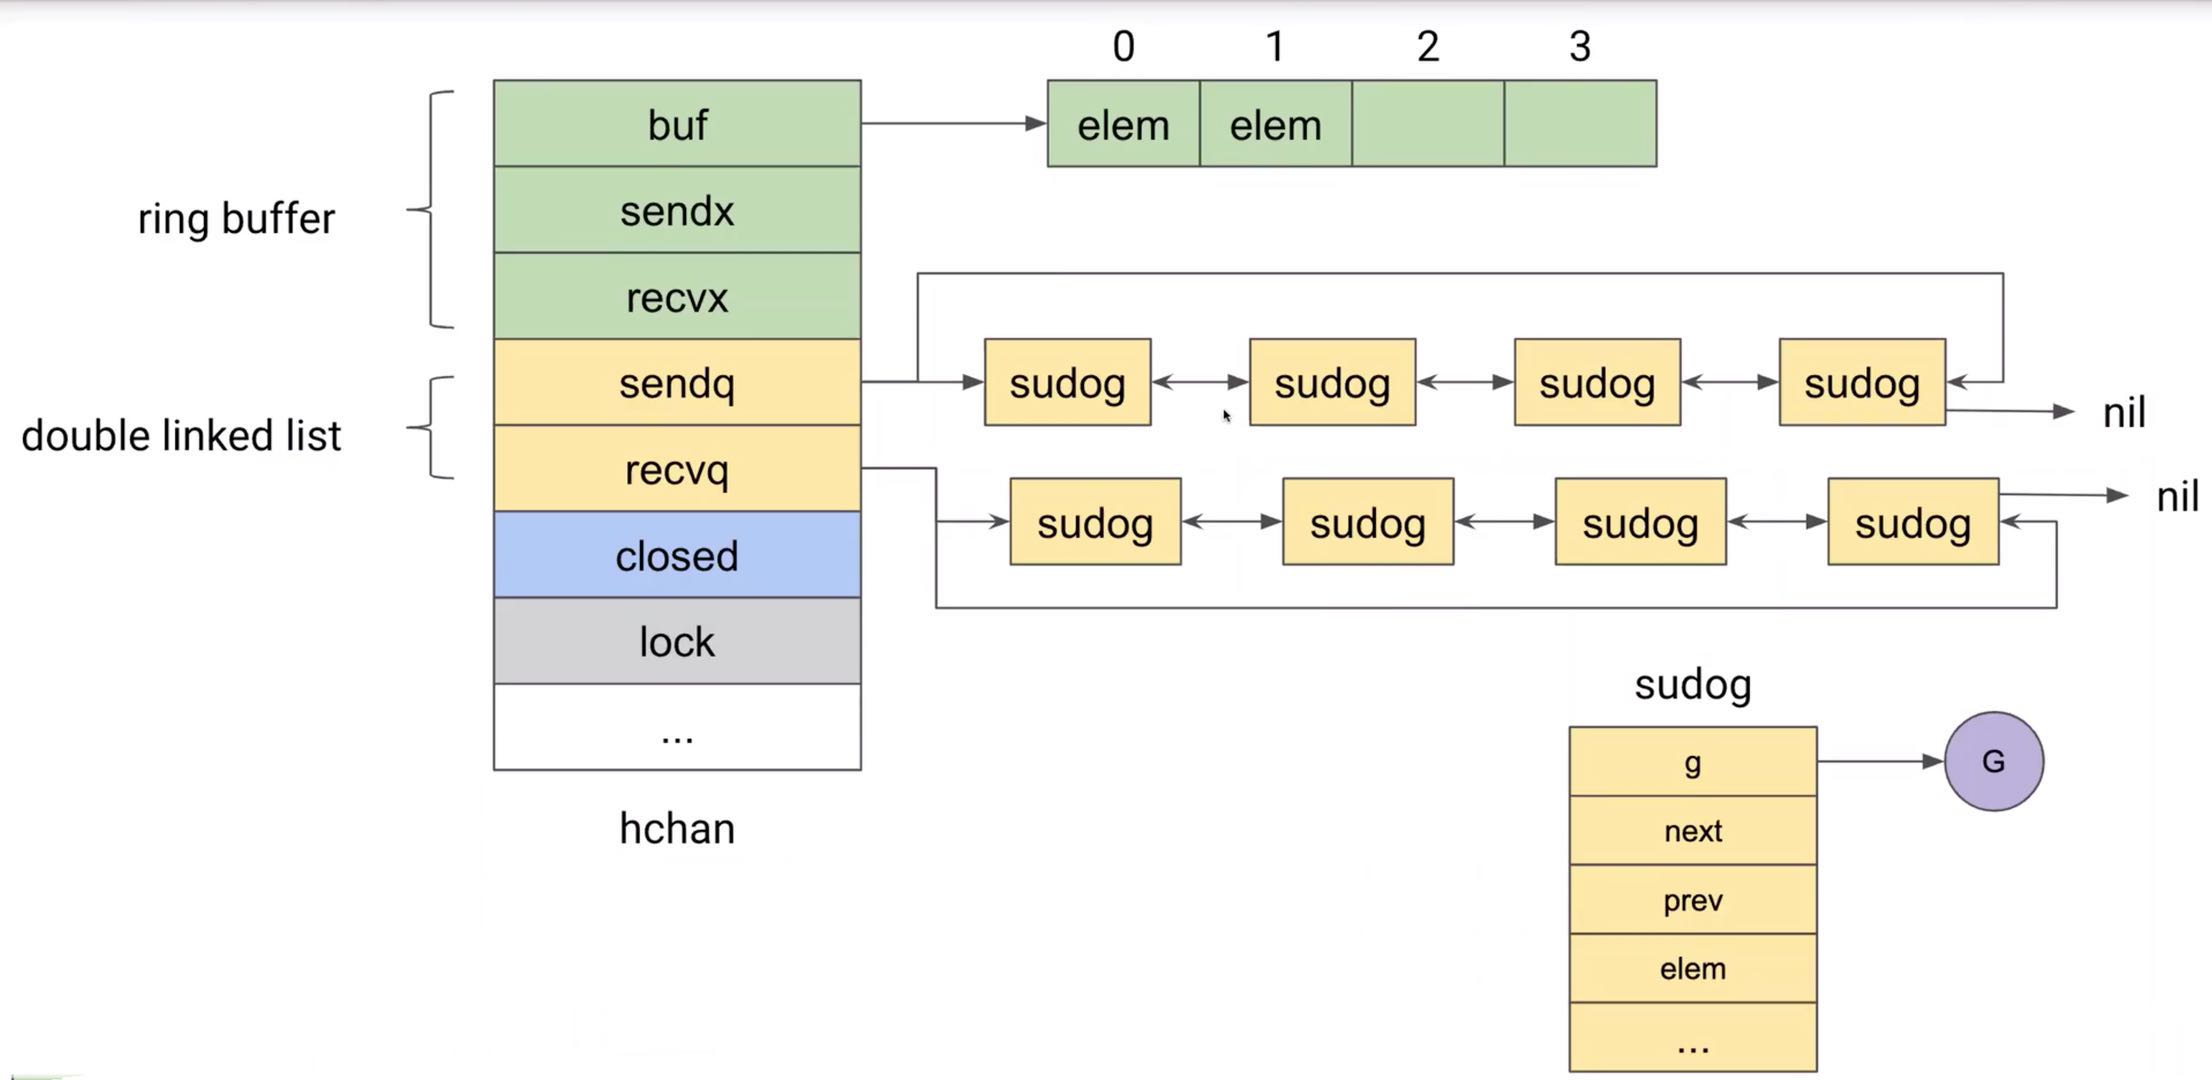 0 1 2 3
buf
elem elem
sendx
ring buffer
recvx
sendq
sudog sudog sudog sudog
nil
double linked list
recvq
nil
sudog sudog sudog sudog
closed
lock
...
hchan
sudog
g
G
next
prev
elem
...